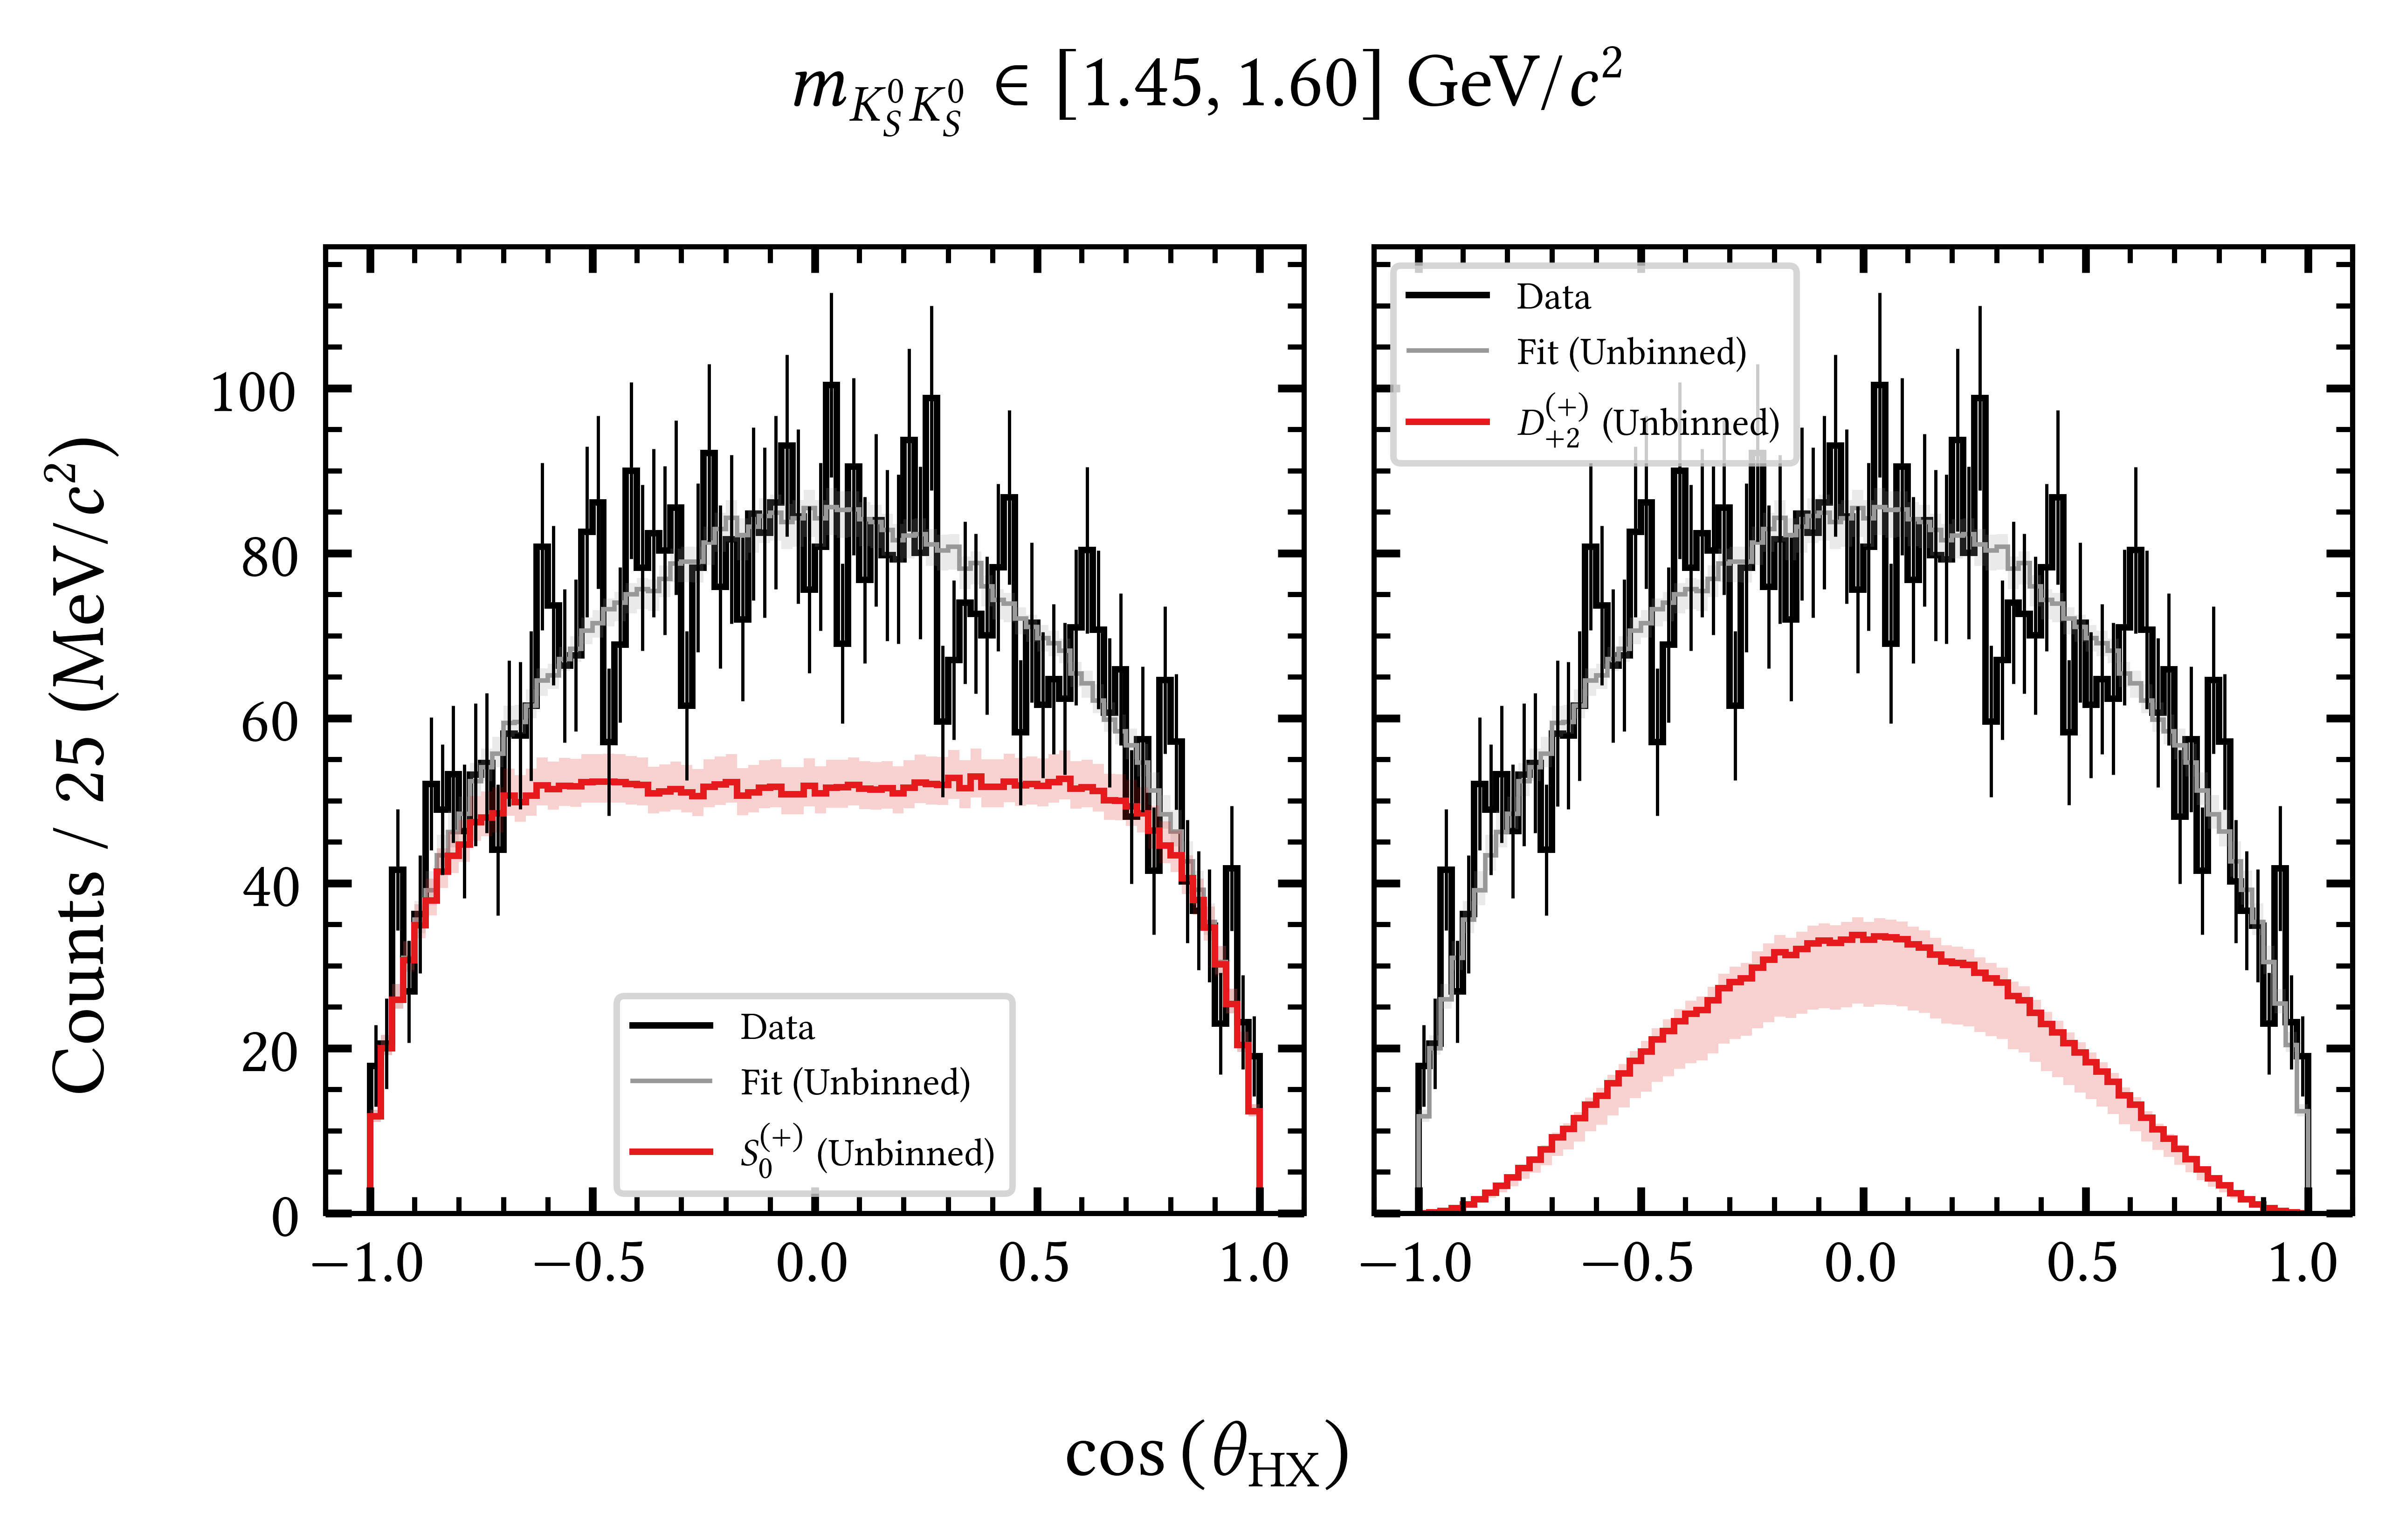 m_{K_S^0 K_S^0} ∈ [1.45, 1.60] GeV/c²
Counts / 25 (MeV/c²)
100
80
60
40
20
0
Data
Fit (Unbinned)
S_0^{(+)} (Unbinned)
−1.0 −0.5 0.0 0.5 1.0
Data
Fit (Unbinned)
D_{+2}^{(+)} (Unbinned)
−1.0 −0.5 0.0 0.5 1.0
cos (θ_{HX})